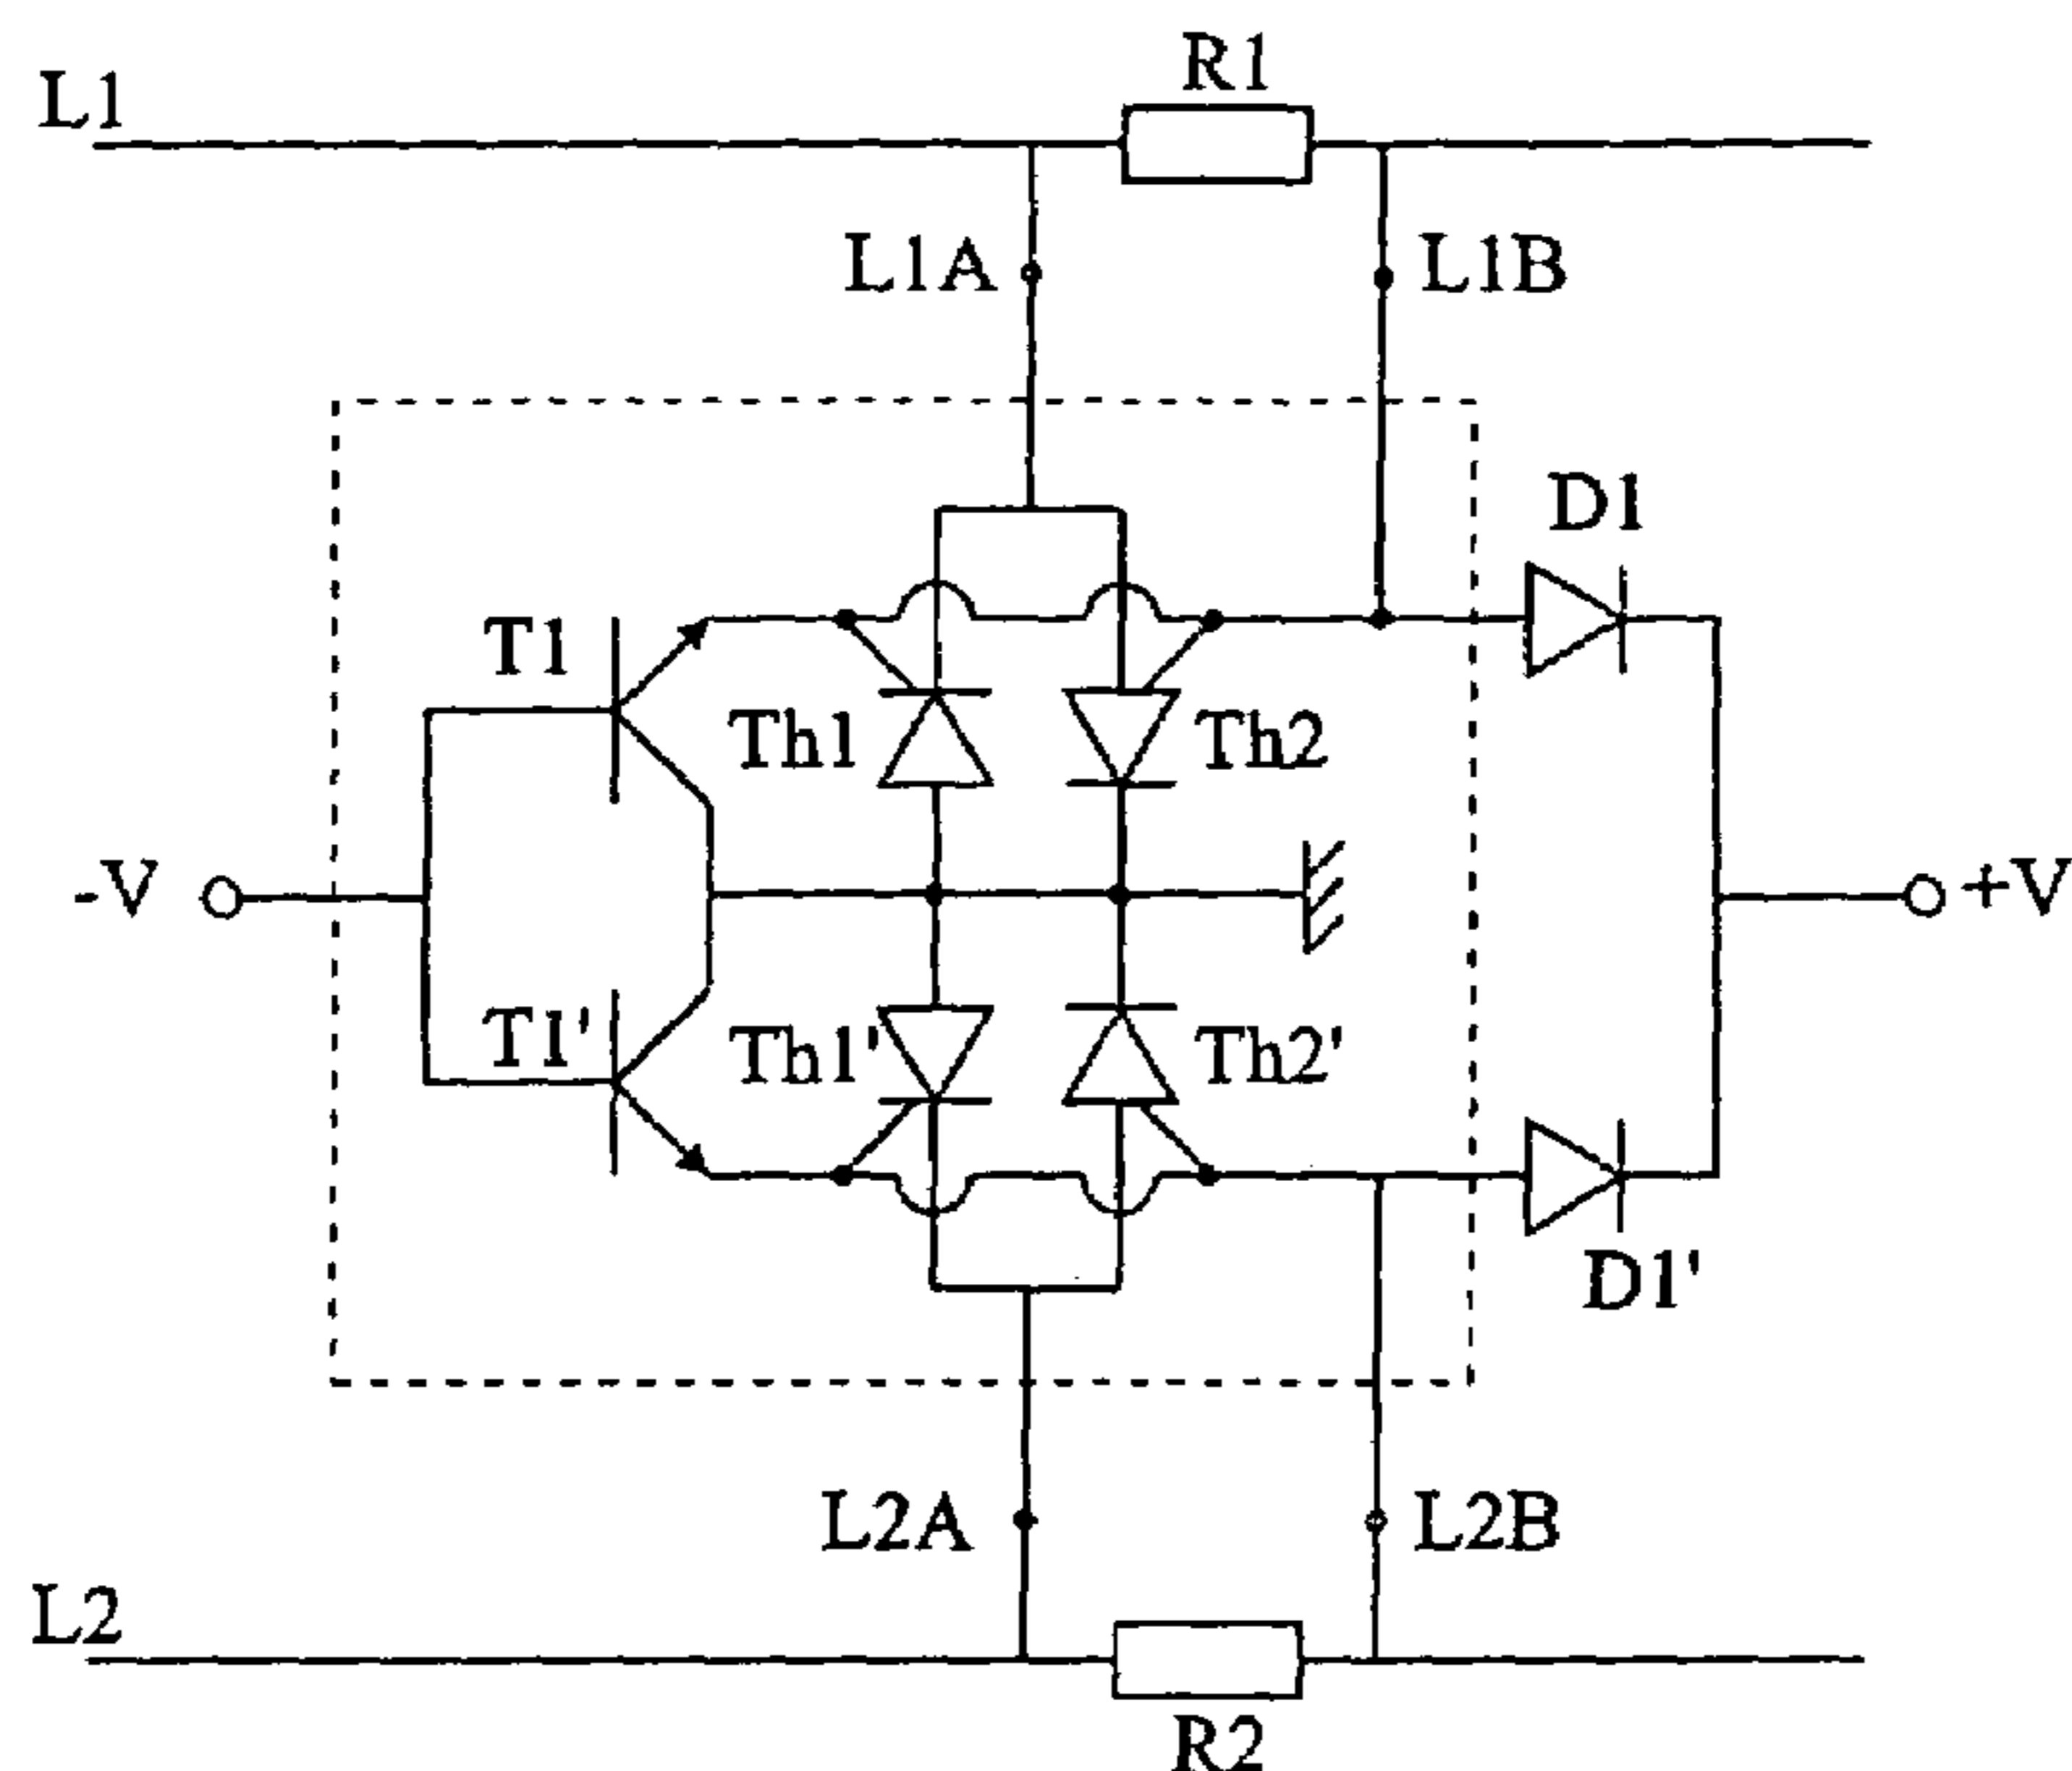 R1
L1
L1A
L1B
D1
T1
Th1
Th2
-V
+V
T1'
Th1'
Th2'
D1'
L2A
L2B
L2
R2